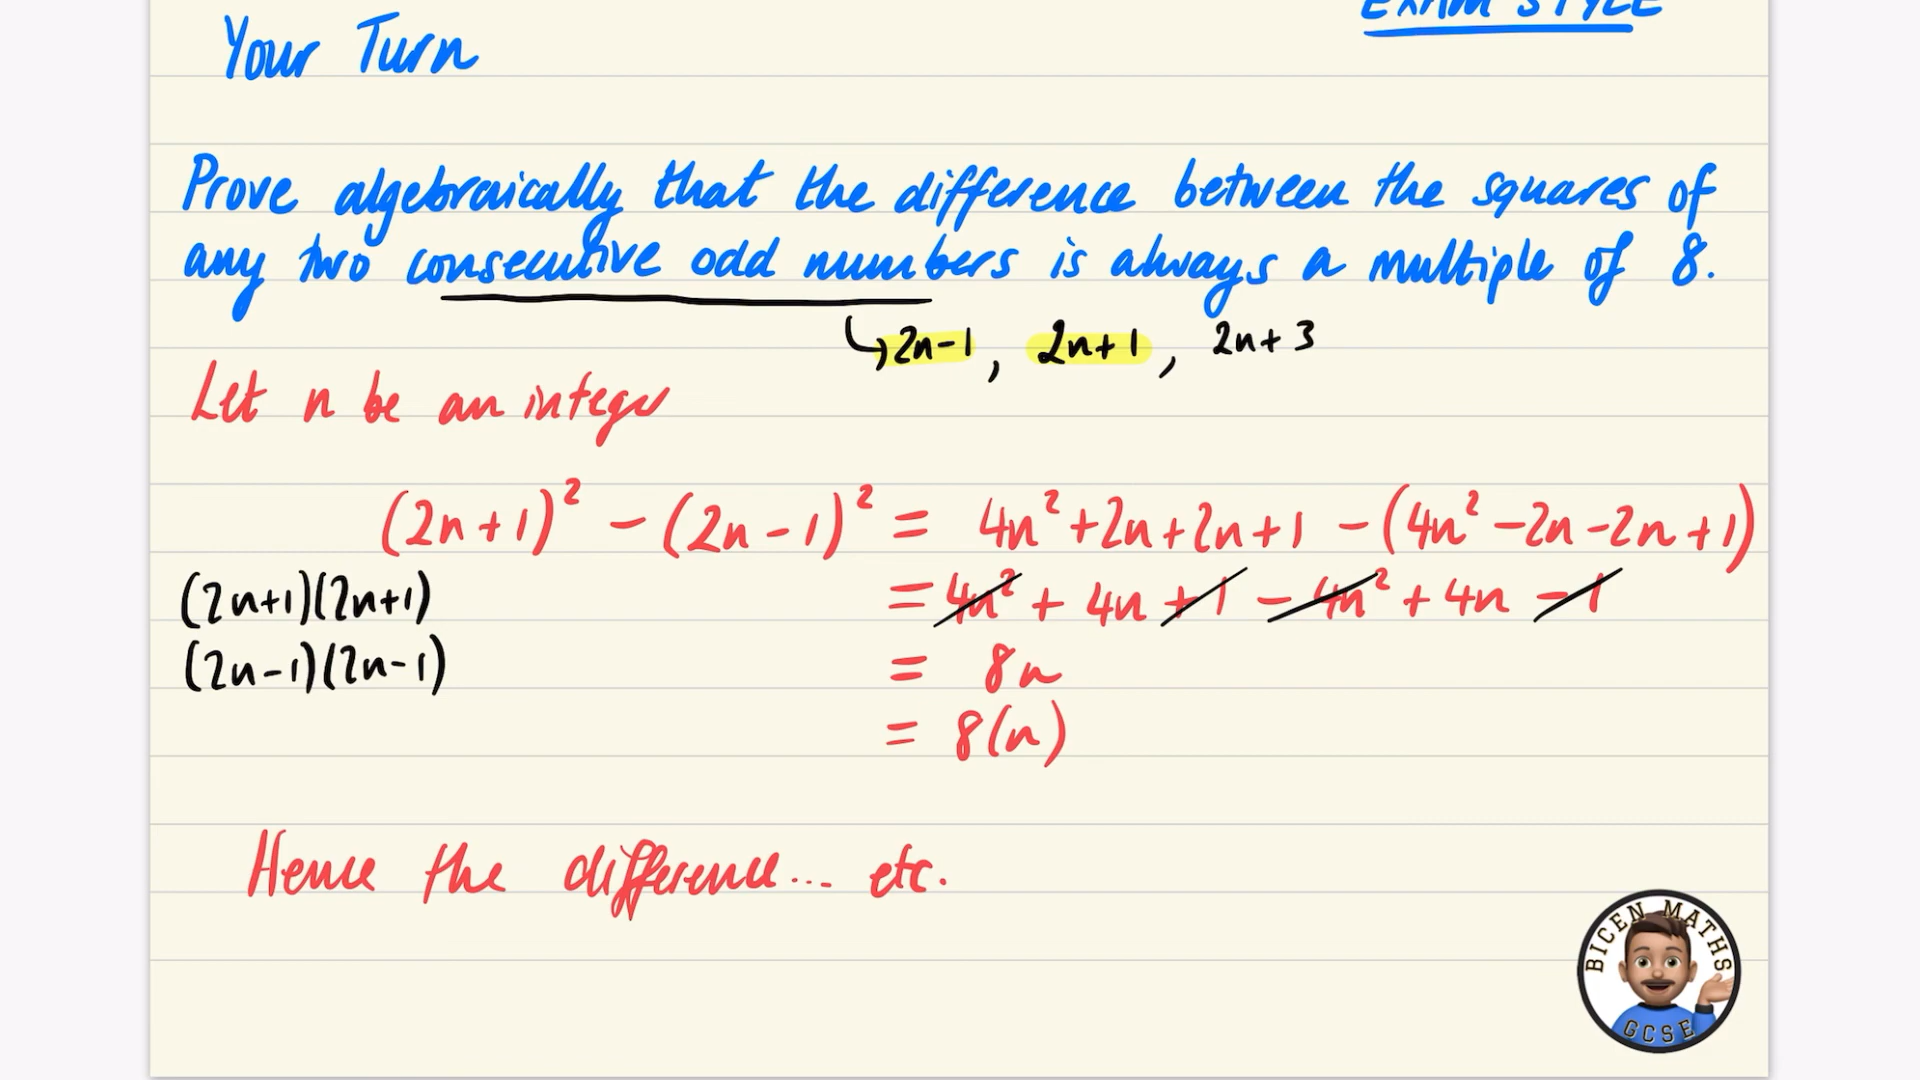 EXAM STYLE
Your Turn
Prove algebraically that the difference between the squares of
any two consecutive odd numbers is always a multiple of 8.
2n-1, 2n+1, 2n+3
Let n be an integer
(2n+1)² - (2n-1)² = 4n²+2n+2n+1 -(4n²-2n-2n+1)
(2n+1)(2n+1)
= 4n² + 4n +1 - 4n² + 4n -1
(2n-1)(2n-1)
= 8n
= 8(n)
Hence the difference... etc.
BICEN MATHS
GCSE